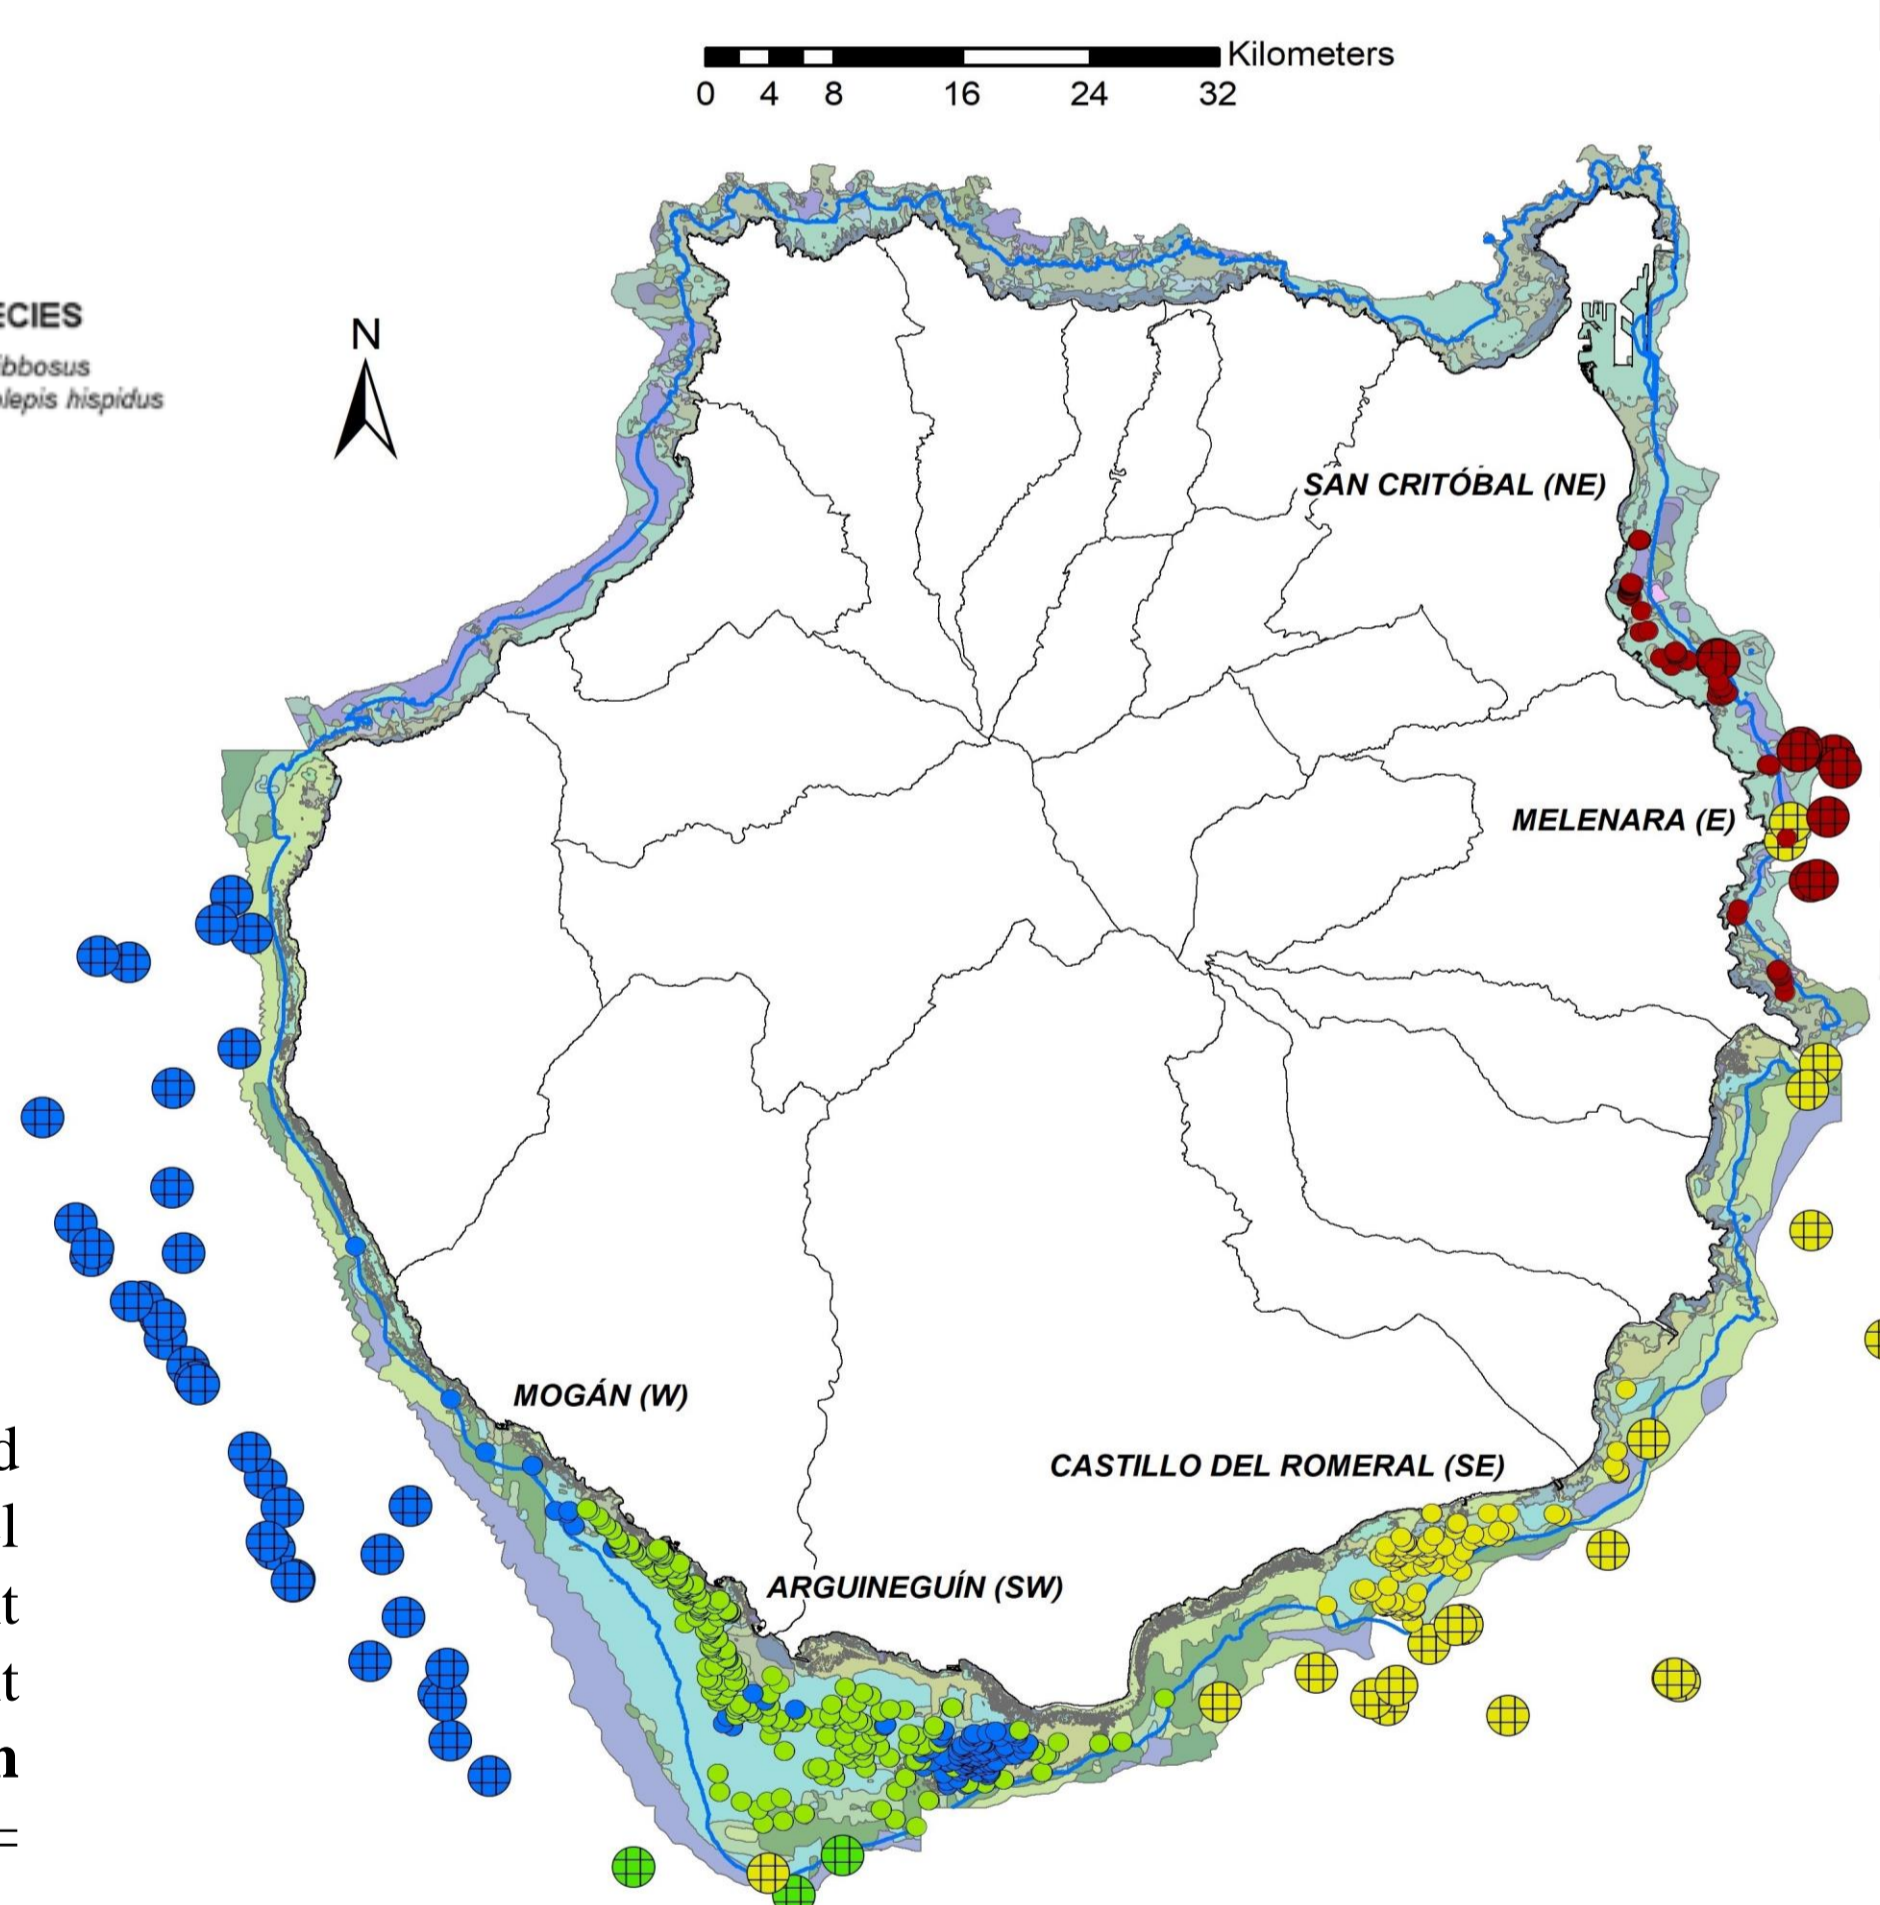 Kilometers
0 4 8 16 24 32
ECIES
ibbosus
olepis hispidus
N
SAN CRITÓBAL (NE)
MELENARA (E)
MOGÁN (W)
CASTILLO DEL ROMERAL (SE)
ARGUINEGUÍN (SW)
d
l
t
t
=